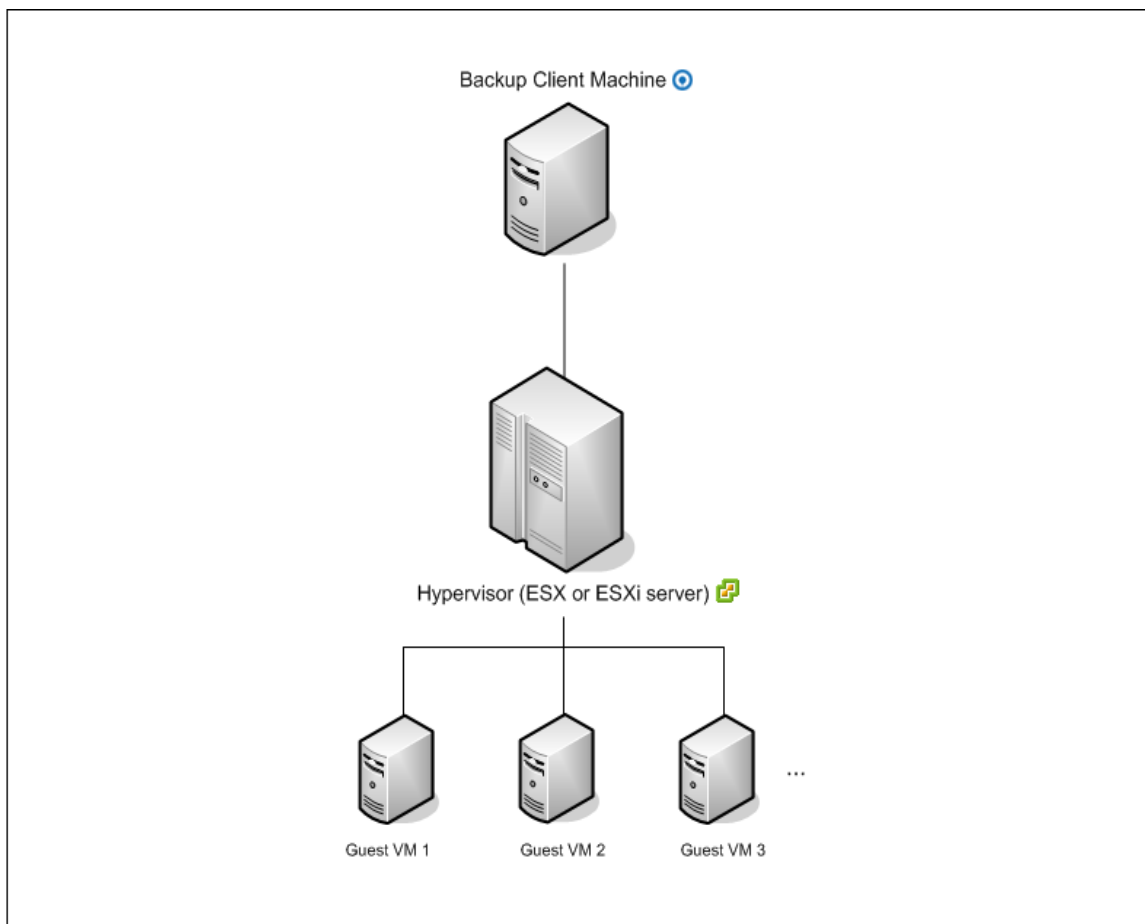 Backup Client Machine
Hypervisor (ESX or ESXi server)
...
Guest VM 1
Guest VM 2
Guest VM 3